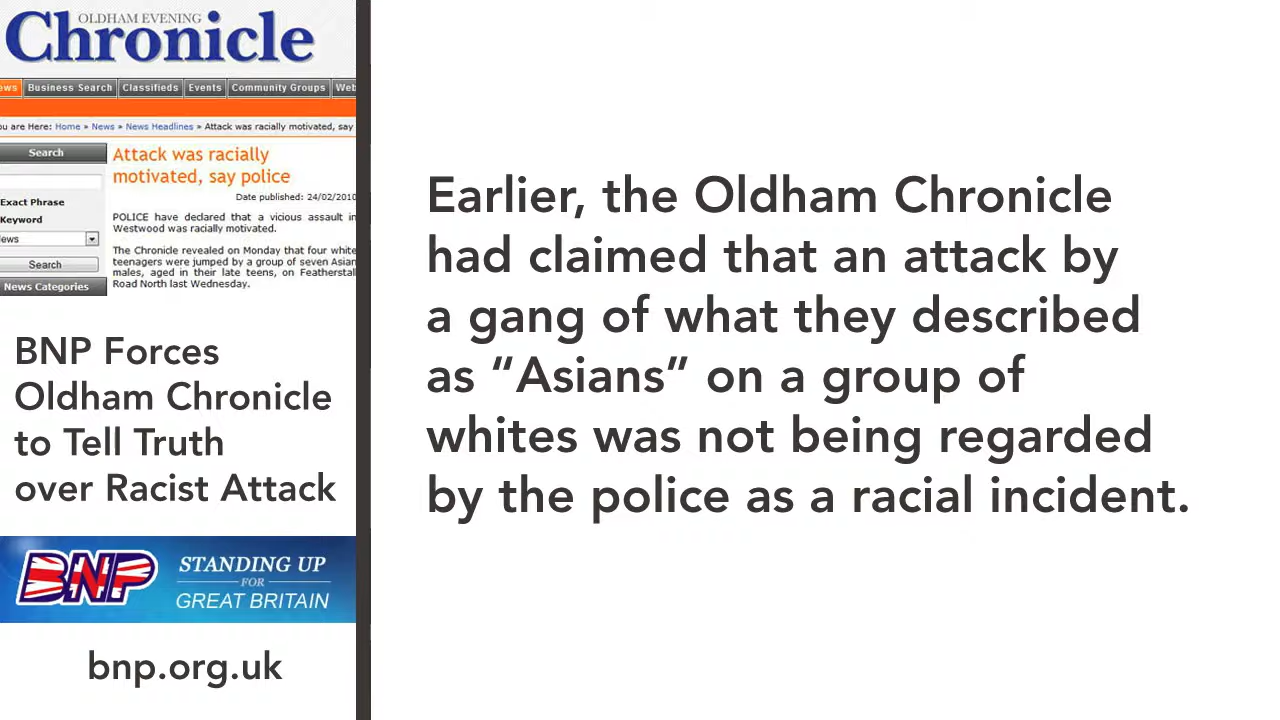 OLDHAM EVENING
Chronicle
ews Business Search Classifieds Events Community Groups Web
ou are Here: Home » News » News Headlines » Attack was racially motivated, say
Search
Exact Phrase
Keyword
ews
Search
News Categories
Attack was racially
motivated, say police
Date published: 24/02/2010
POLICE have declared that a vicious assault in
Westwood was racially motivated.
The Chronicle revealed on Monday that four white
teenagers were jumped by a group of seven Asian
males, aged in their late teens, on Featherstall
Road North last Wednesday.
BNP Forces
Oldham Chronicle
to Tell Truth
over Racist Attack
BNP
STANDING UP
FOR
GREAT BRITAIN
bnp.org.uk
Earlier, the Oldham Chronicle
had claimed that an attack by
a gang of what they described
as “Asians” on a group of
whites was not being regarded
by the police as a racial incident.